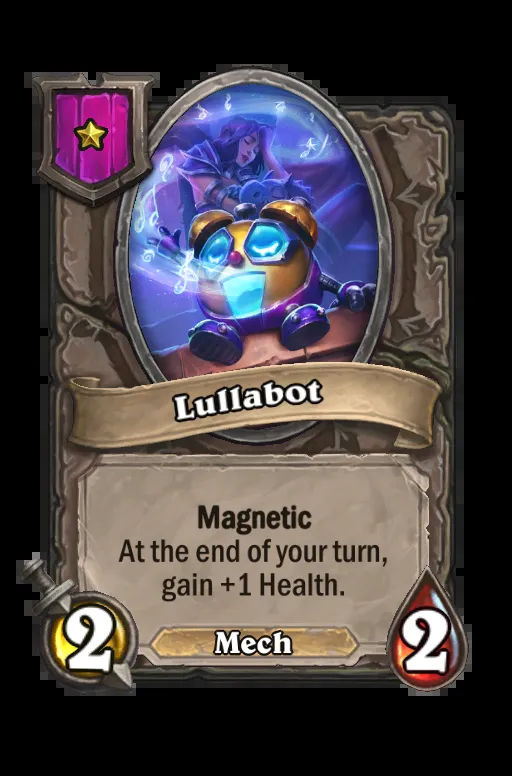 Lullabot
Magnetic
At the end of your turn,
gain +1 Health.
2
Mech
2